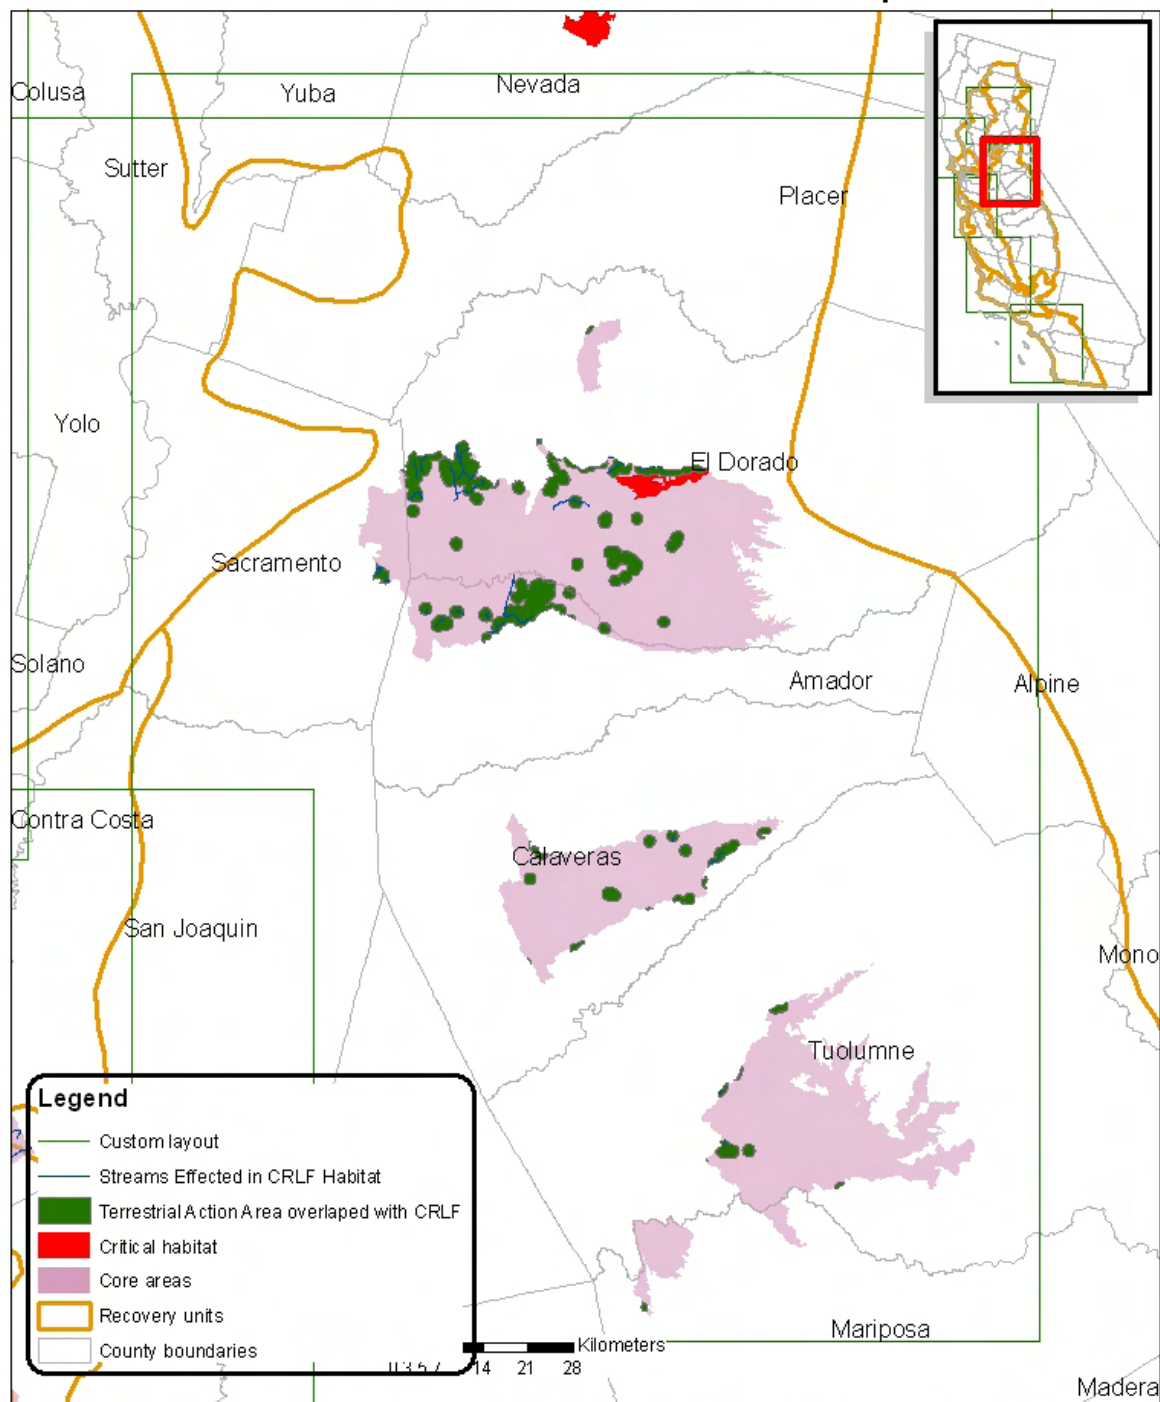 Colusa
Yuba
Nevada
Sutter
Placer
Yolo
El Dorado
Sacramento
Solano
Amador
Alpine
Contra Costa
Calaveras
San Joaquin
Mono
Tuolumne
Legend
Custom layout
Streams Effected in CRLF Habitat
Terrestrial Action Area overlaped with CRLF
Critical habitat
Core areas
Recovery units
County boundaries
Kilometers
14 21 28
Mariposa
Madera